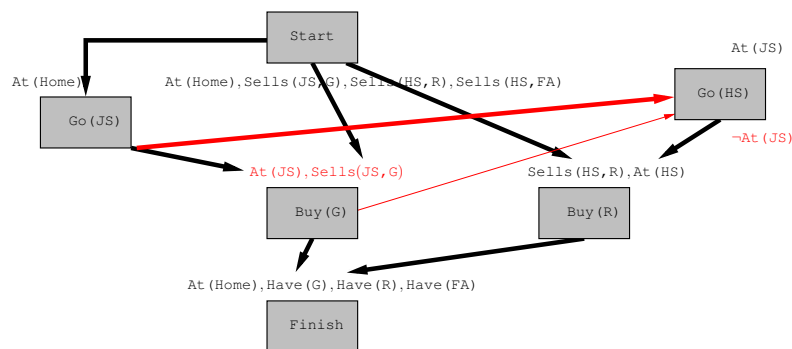 Start
At(JS)
At(Home)
At(Home),Sells(JS,G),Sells(HS,R),Sells(HS,FA)
Go(HS)
Go(JS)
¬At(JS)
At(JS),Sells(JS,G)
Sells(HS,R),At(HS)
Buy(G)
Buy(R)
At(Home),Have(G),Have(R),Have(FA)
Finish